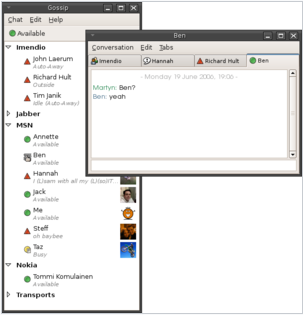 Gossip
Chat Edit Help
Available
Imendio
John Laerum
Auto-Away
Richard Hult
Outside
Tim Janik
Idle (Auto-Away)
Jabber
MSN
Annette
Available
Ben
Available
Hannah
Jack
Available
Me
Available
Steff
oh baybee
Taz
Busy
Nokia
Tommi Komulainen
Available
Transports
Ben
Conversation Edit Tabs
Imendio Hannah Richard Hult Ben
- Monday 19 June 2006, 19:06 -
Martyn: Ben?
Ben: yeah